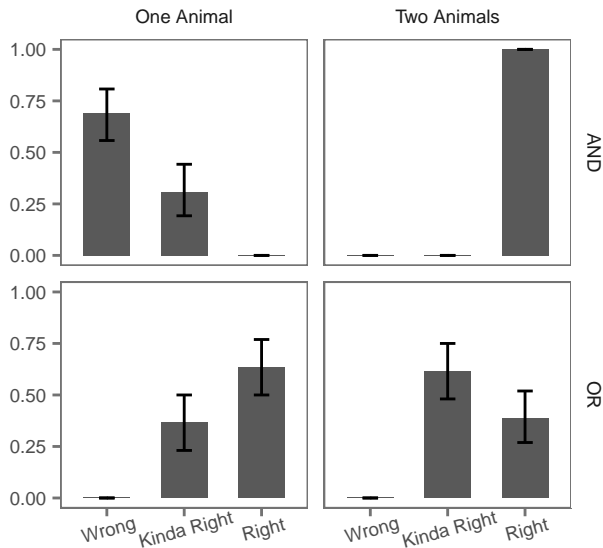 One Animal
Two Animals
1.00
0.75
0.50
0.25
0.00
AND
1.00
0.75
0.50
0.25
0.00
OR
Wrong
Kinda Right
Right
Wrong
Kinda Right
Right